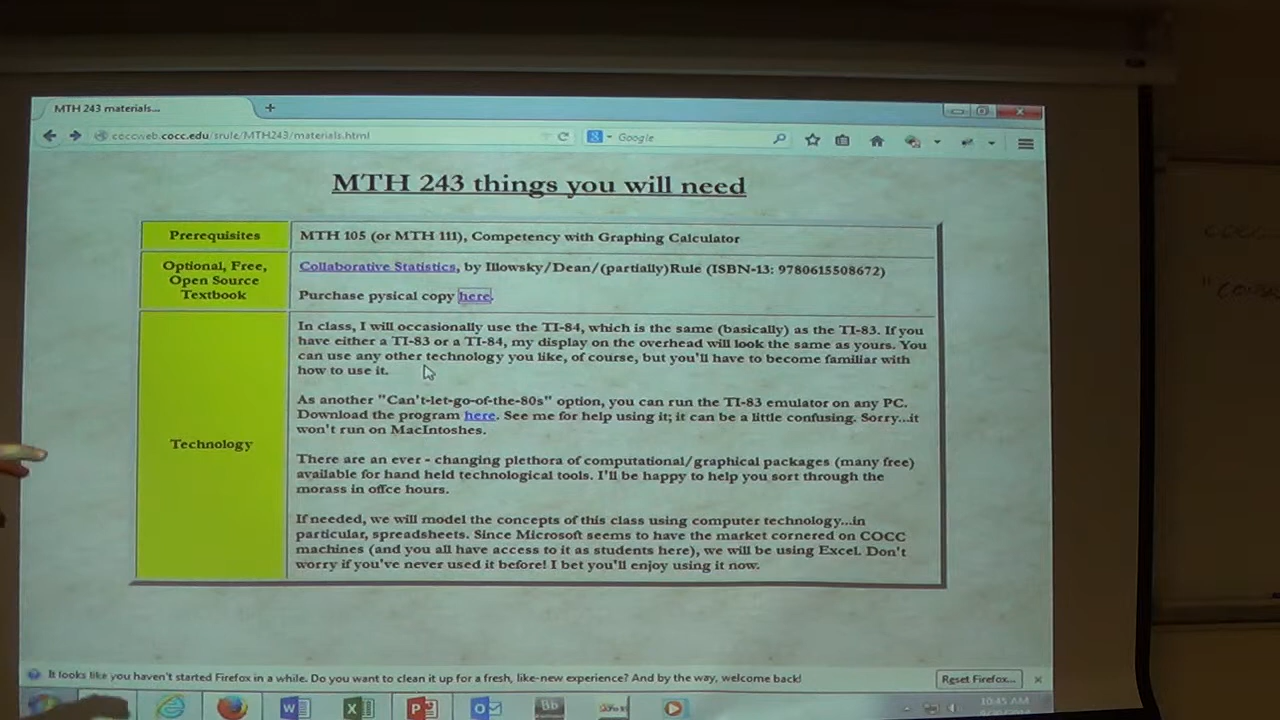 MTH 243 materials...
coccweb.cocc.edu/srule/MTH243/materials.html
Google
MTH 243 things you will need
Prerequisites
MTH 105 (or MTH 111), Competency with Graphing Calculator
Optional, Free,
Open Source
Textbook
Collaborative Statistics, by Illowsky/Dean/(partially)Rule (ISBN-13: 9780615508672)
Purchase pysical copy here.
Technology
In class, I will occasionally use the TI-84, which is the same (basically) as the TI-83. If you
have either a TI-83 or a TI-84, my display on the overhead will look the same as yours. You
can use any other technology you like, of course, but you'll have to become familiar with
how to use it.
As another "Can't-let-go-of-the-80s" option, you can run the TI-83 emulator on any PC.
Download the program here. See me for help using it; it can be a little confusing. Sorry...it
won't run on MacIntoshes.
There are an ever - changing plethora of computational/graphical packages (many free)
available for hand held technological tools. I'll be happy to help you sort through the
morass in offce hours.
If needed, we will model the concepts of this class using computer technology...in
particular, spreadsheets. Since Microsoft seems to have the market cornered on COCC
machines (and you all have access to it as students here), we will be using Excel. Don't
worry if you've never used it before! I bet you'll enjoy using it now.
It looks like you haven't started Firefox in a while. Do you want to clean it up for a fresh, like-new experience? And by the way, welcome back!
Reset Firefox...
Bb
10:45 AM